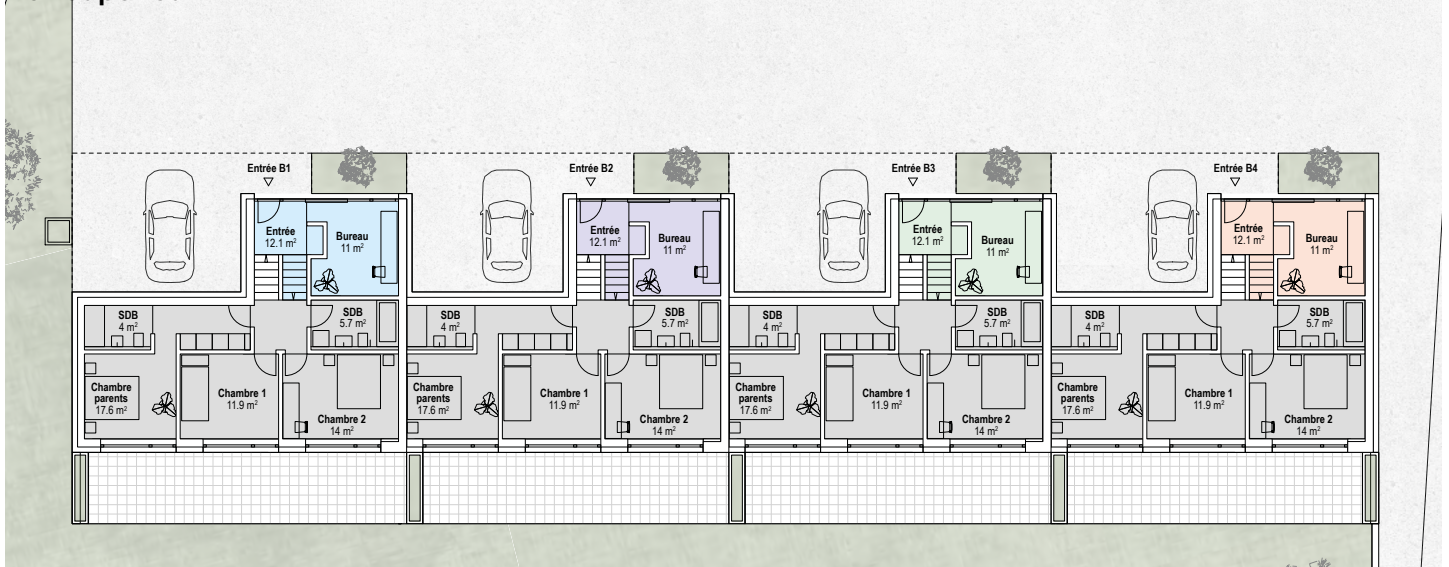 Entrée B1
Entrée B2
Entrée B3
Entrée B4
Entrée
12.1 m²
Bureau
11 m²
Entrée
12.1 m²
Bureau
11 m²
Entrée
12.1 m²
Bureau
11 m²
Entrée
12.1 m²
Bureau
11 m²
SDB
4 m²
SDB
5.7 m²
SDB
4 m²
SDB
5.7 m²
SDB
4 m²
SDB
5.7 m²
SDB
4 m²
SDB
5.7 m²
Chambre
parents
17.6 m²
Chambre 1
11.9 m²
Chambre 2
14 m²
Chambre
parents
17.6 m²
Chambre 1
11.9 m²
Chambre 2
14 m²
Chambre
parents
17.6 m²
Chambre 1
11.9 m²
Chambre 2
14 m²
Chambre
parents
17.6 m²
Chambre 1
11.9 m²
Chambre 2
14 m²